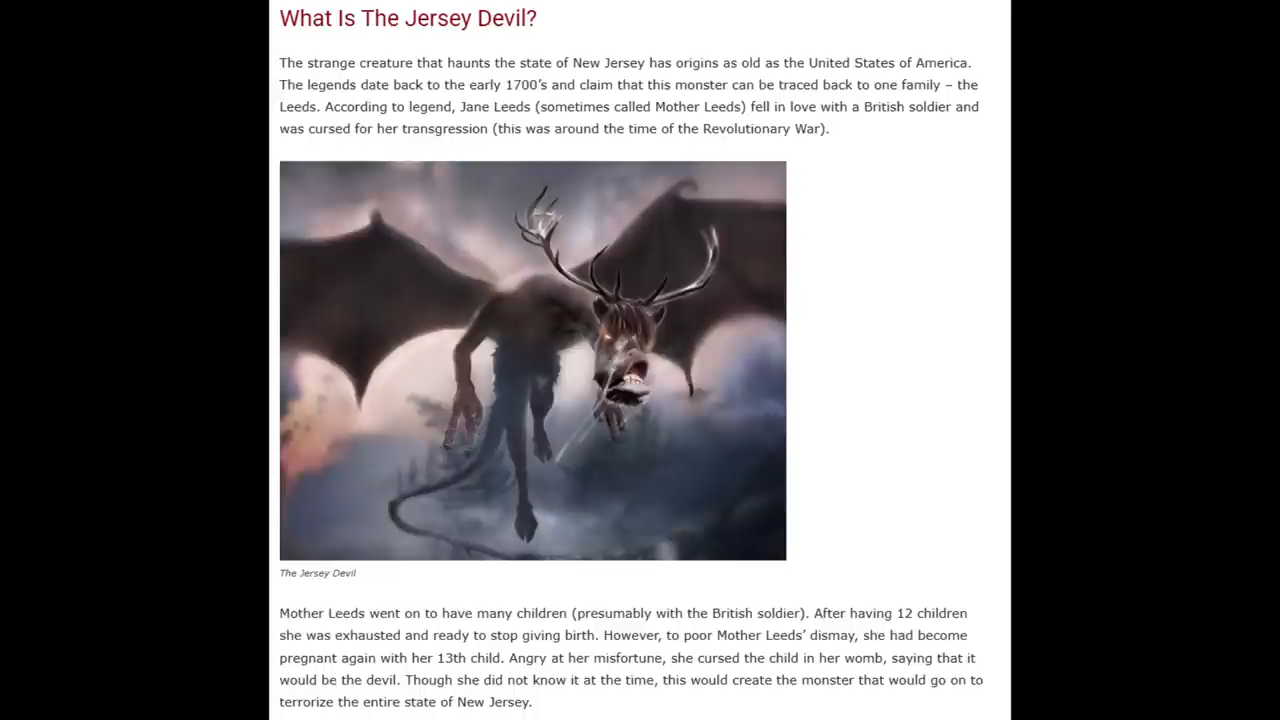 What Is The Jersey Devil?
The strange creature that haunts the state of New Jersey has origins as old as the United States of America.
The legends date back to the early 1700's and claim that this monster can be traced back to one family – the
Leeds. According to legend, Jane Leeds (sometimes called Mother Leeds) fell in love with a British soldier and
was cursed for her transgression (this was around the time of the Revolutionary War).
The Jersey Devil
Mother Leeds went on to have many children (presumably with the British soldier). After having 12 children
she was exhausted and ready to stop giving birth. However, to poor Mother Leeds' dismay, she had become
pregnant again with her 13th child. Angry at her misfortune, she cursed the child in her womb, saying that it
would be the devil. Though she did not know it at the time, this would create the monster that would go on to
terrorize the entire state of New Jersey.